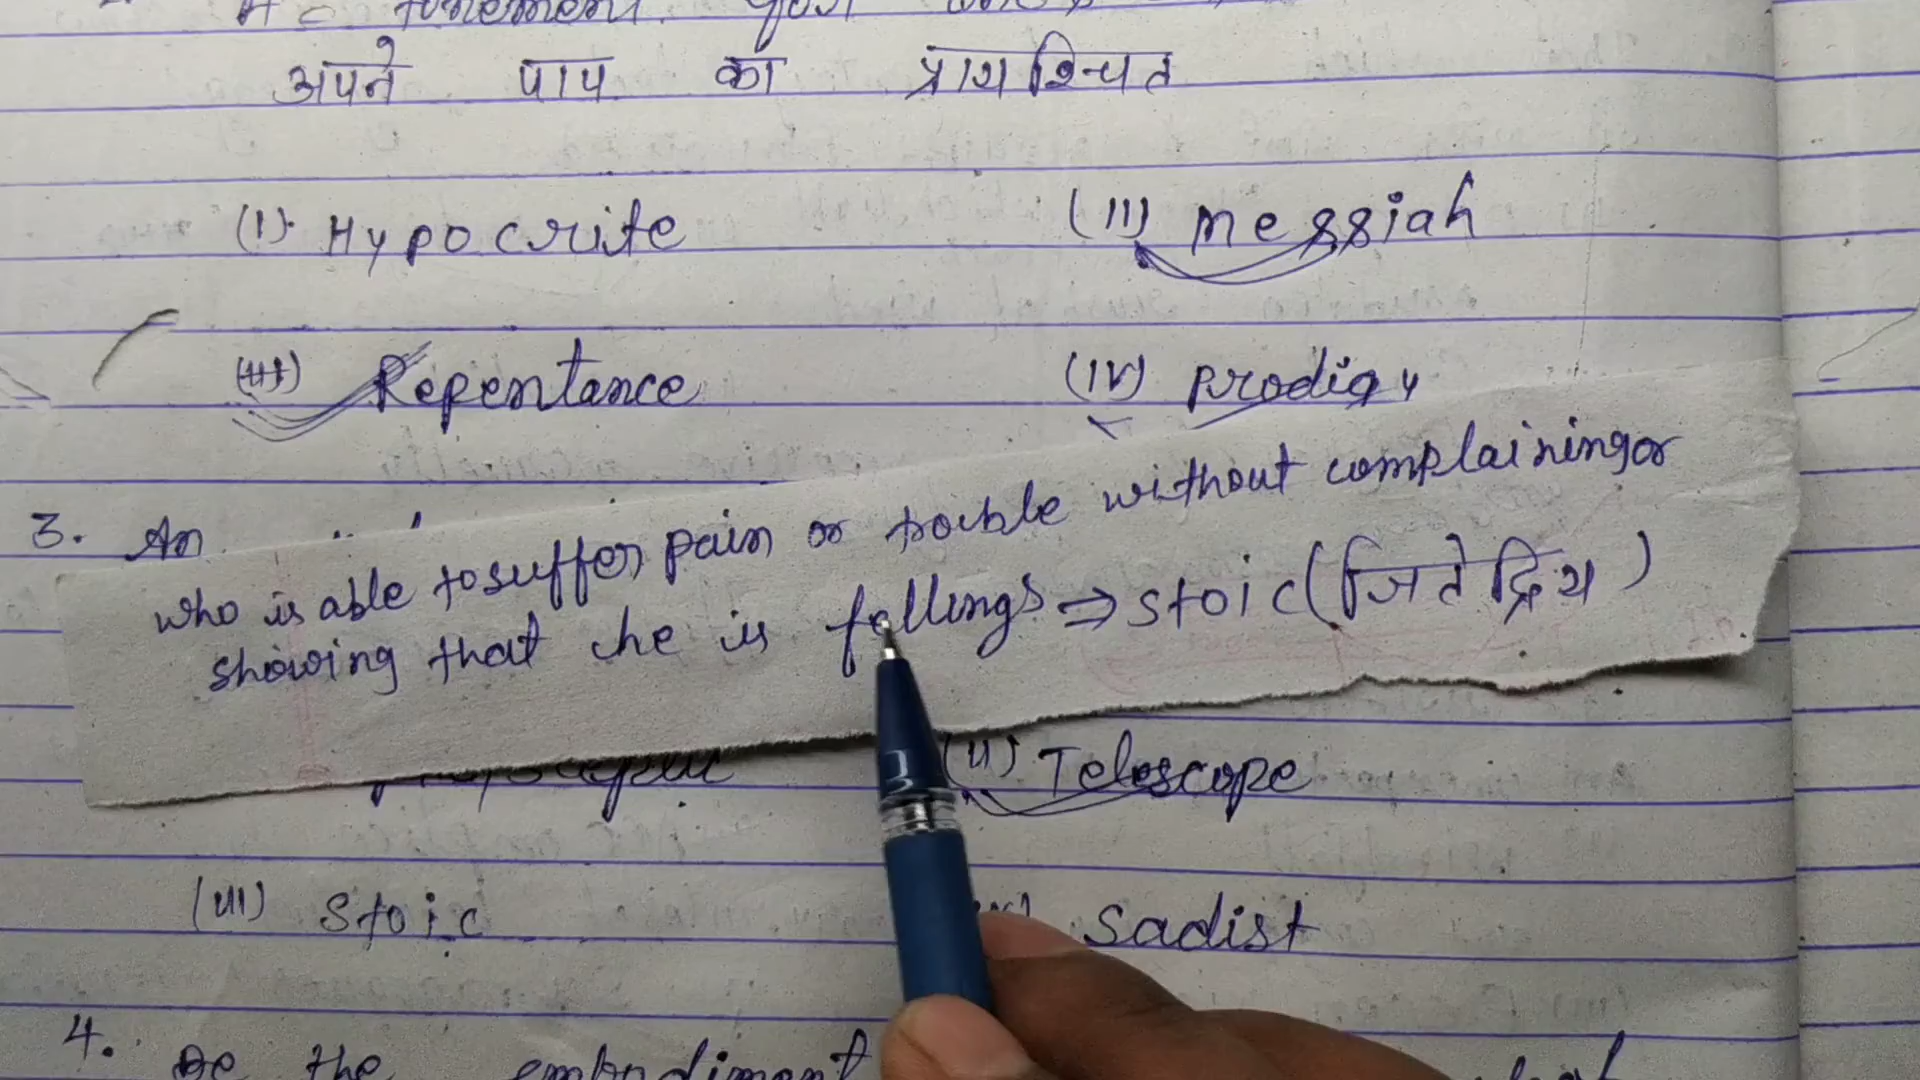 अपने पाप का प्रायश्चित
(I). Hypocrite (II) Messiah
(III) Repentance (IV) Prodigy
3. An
who is able to suffer pain or trouble without complaining or
showing that he is fellings ⇒ stoic (जितेंद्रिय)
(II) Telescope
(III) Stoic Sadist
4. Be the embodiment